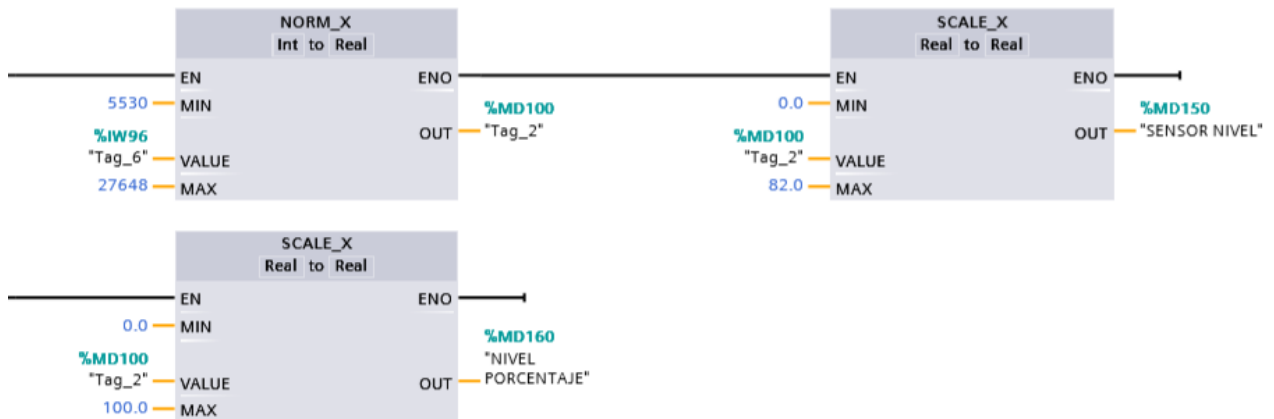 NORM_X
Int to Real
EN
ENO
5530
MIN
%IW96
"Tag_6"
VALUE
27648
MAX
OUT
%MD100
"Tag_2"
SCALE_X
Real to Real
EN
ENO
0.0
MIN
%MD100
"Tag_2"
VALUE
82.0
MAX
OUT
%MD150
"SENSOR NIVEL"
SCALE_X
Real to Real
EN
ENO
0.0
MIN
%MD100
"Tag_2"
VALUE
100.0
MAX
OUT
%MD160
"NIVEL
PORCENTAJE"